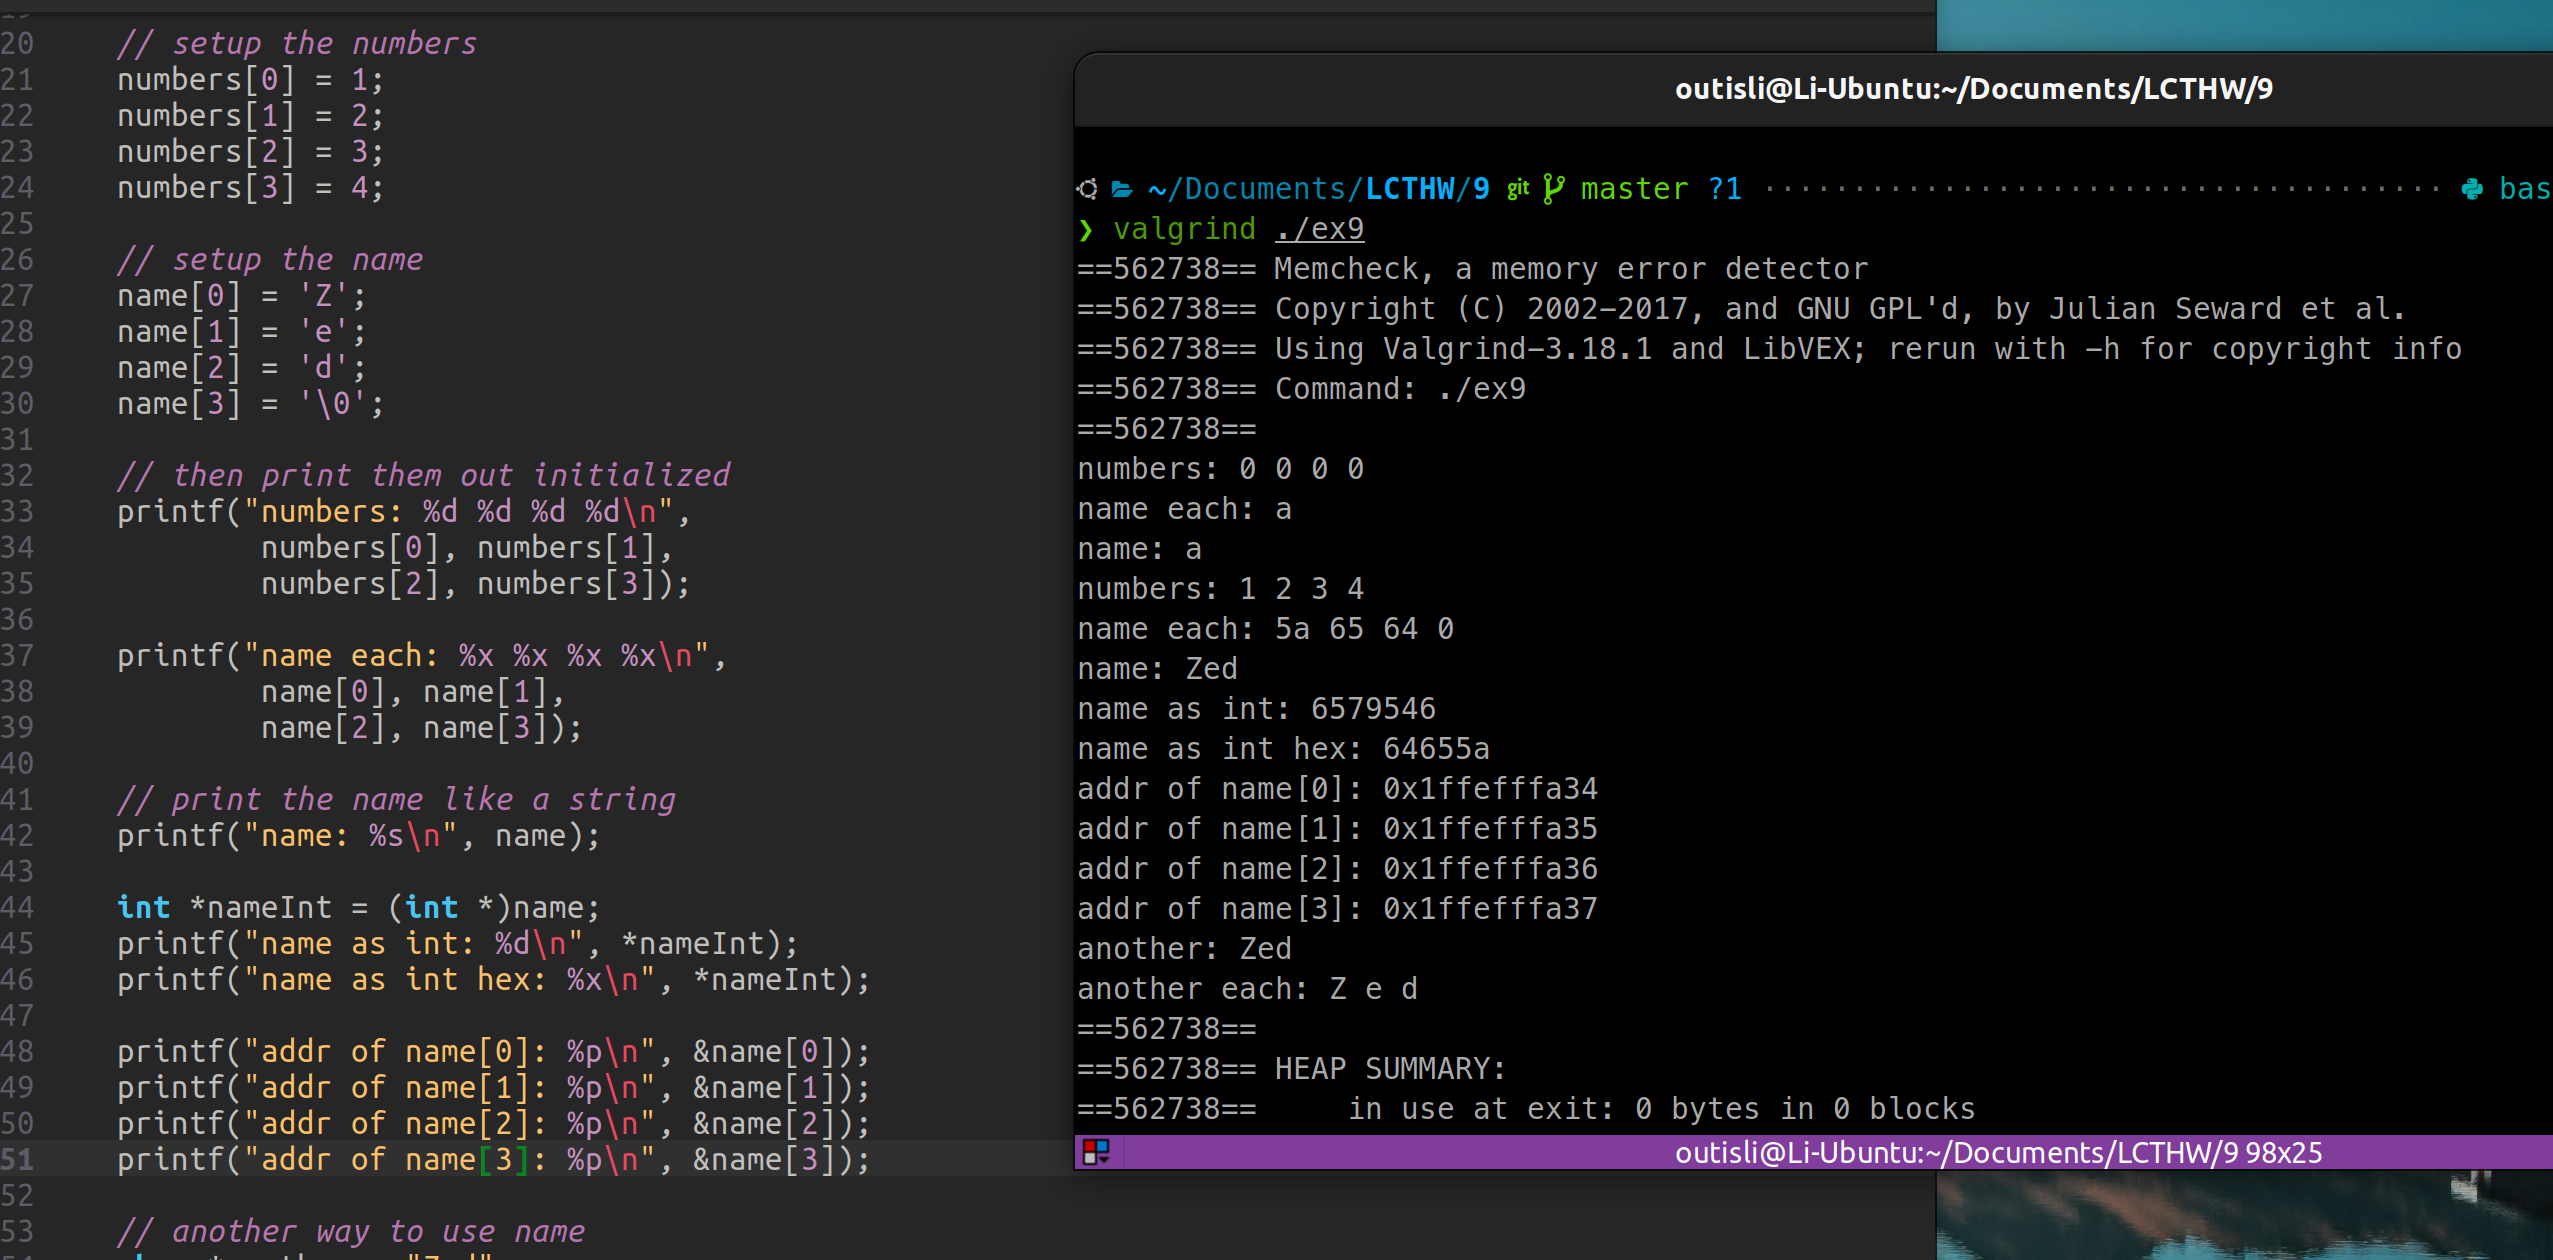 20 // setup the numbers
21 numbers[0] = 1;
22 numbers[1] = 2;
23 numbers[2] = 3;
24 numbers[3] = 4;
25
26 // setup the name
27 name[0] = 'Z';
28 name[1] = 'e';
29 name[2] = 'd';
30 name[3] = '\0';
31
32 // then print them out initialized
33 printf("numbers: %d %d %d %d\n",
34 numbers[0], numbers[1],
35 numbers[2], numbers[3]);
36
37 printf("name each: %x %x %x %x\n",
38 name[0], name[1],
39 name[2], name[3]);
40
41 // print the name like a string
42 printf("name: %s\n", name);
43
44 int *nameInt = (int *)name;
45 printf("name as int: %d\n", *nameInt);
46 printf("name as int hex: %x\n", *nameInt);
47
48 printf("addr of name[0]: %p\n", &name[0]);
49 printf("addr of name[1]: %p\n", &name[1]);
50 printf("addr of name[2]: %p\n", &name[2]);
51 printf("addr of name[3]: %p\n", &name[3]);
52
53 // another way to use name
outisli@Li-Ubuntu:~/Documents/LCTHW/9
~/Documents/LCTHW/9 git master ?1 bas
❯ valgrind ./ex9
==562738== Memcheck, a memory error detector
==562738== Copyright (C) 2002-2017, and GNU GPL'd, by Julian Seward et al.
==562738== Using Valgrind-3.18.1 and LibVEX; rerun with -h for copyright info
==562738== Command: ./ex9
==562738==
numbers: 0 0 0 0
name each: a
name: a
numbers: 1 2 3 4
name each: 5a 65 64 0
name: Zed
name as int: 6579546
name as int hex: 64655a
addr of name[0]: 0x1ffefffa34
addr of name[1]: 0x1ffefffa35
addr of name[2]: 0x1ffefffa36
addr of name[3]: 0x1ffefffa37
another: Zed
another each: Z e d
==562738==
==562738== HEAP SUMMARY:
==562738== in use at exit: 0 bytes in 0 blocks
outisli@Li-Ubuntu:~/Documents/LCTHW/9 98x25